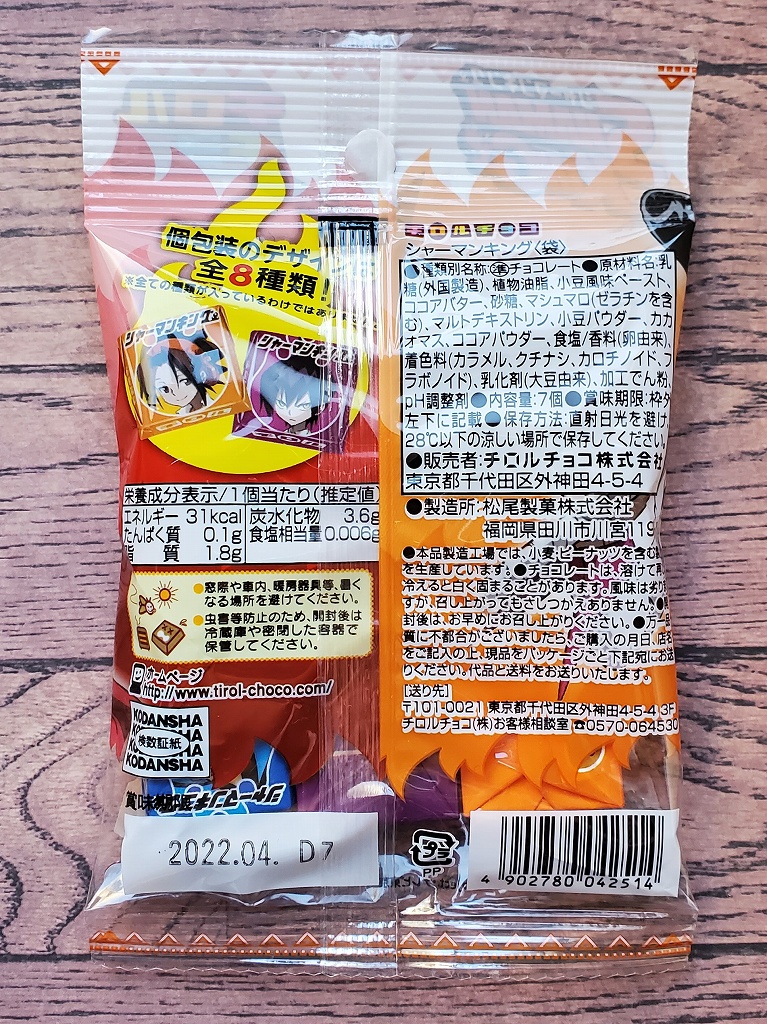 個包装のデザイ
全8種類!
※全ての種類が入っているわけではあ
シャーマンキング
シャーマンキング
栄養成分表示/1個当たり(推定値)
エネルギー 31kcal 炭水化物 3.6g
たんぱく質 0.1g 食塩相当量 0.006g
脂質 1.8g
●窓際や車内、暖房器具等、暑く
なる場所を避けてください。
●虫害等防止のため、開封後は
冷蔵庫や密閉した容器で
保管してください。
ホームページ
http://www.tirol-choco.com/
KODANSHA
検数証紙
KODANSHA
KODANSHA
賞味期限
シャーマンキング
2022.04. D7
チロルチョコ
シャーマンキング〈袋〉
●種類別名称:準チョコレート●原材料名:乳
糖(外国製造)、植物油脂、小豆風味ペースト、
ココアバター、砂糖、マシュマロ(ゼラチンを含
む)、マルトデキストリン、小豆パウダー、カカ
オマス、ココアパウダー、食塩/香料(卵由来)、
着色料(カラメル、クチナシ、カロチノイド、フ
ラボノイド)、乳化剤(大豆由来)、加工でん粉、
pH調整剤●内容量:7個●賞味期限:枠外
左下に記載●保存方法:直射日光を避け、
28℃以下の涼しい場所で保存してください。
●販売者:チロルチョコ株式会社
東京都千代田区外神田4-5-4
●製造所:松尾製菓株式会社
福岡県田川市川宮119
●本品製造工場では、小麦、ピーナッツを含む製
を生産しています。●チョコレートは、溶けて再
冷えると白く固まることがあります。風味は劣りま
すが、召し上がってもさしつかえありません。●
封後は、お早めにお召し上がりください。●万一品
質に不都合がございましたら、ご購入の月日、店名
をご記入の上、現品をパッケージごと下記宛にお送
りください。代品と送料をお送りいたします。
[送り先]
〒101-0021 東京都千代田区外神田4-5-4 3F
チロルチョコ(株)お客様相談室 ☎0570-064530
プラ
PP
4 902780 042514